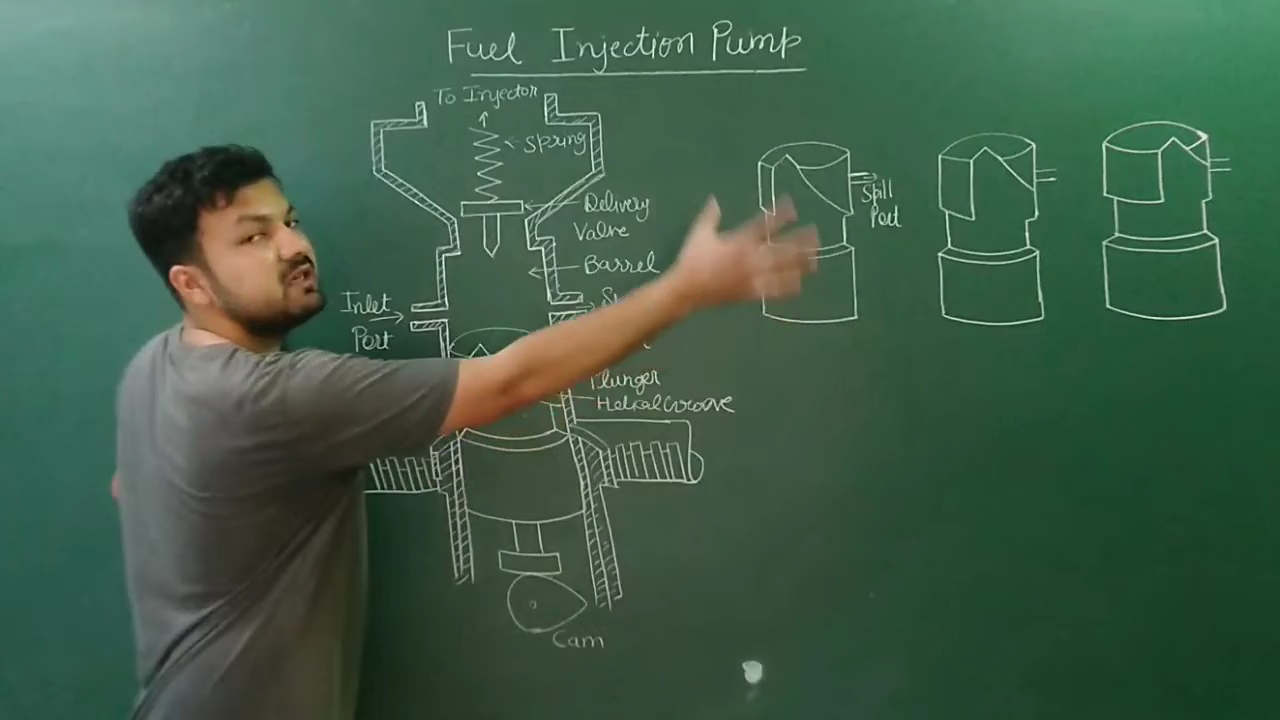 Fuel Injection Pump
To Injector
Spring
Delivery
Valve
Barrel
Inlet
Port
Plunger
Helical Groove
Cam
Spill
Port